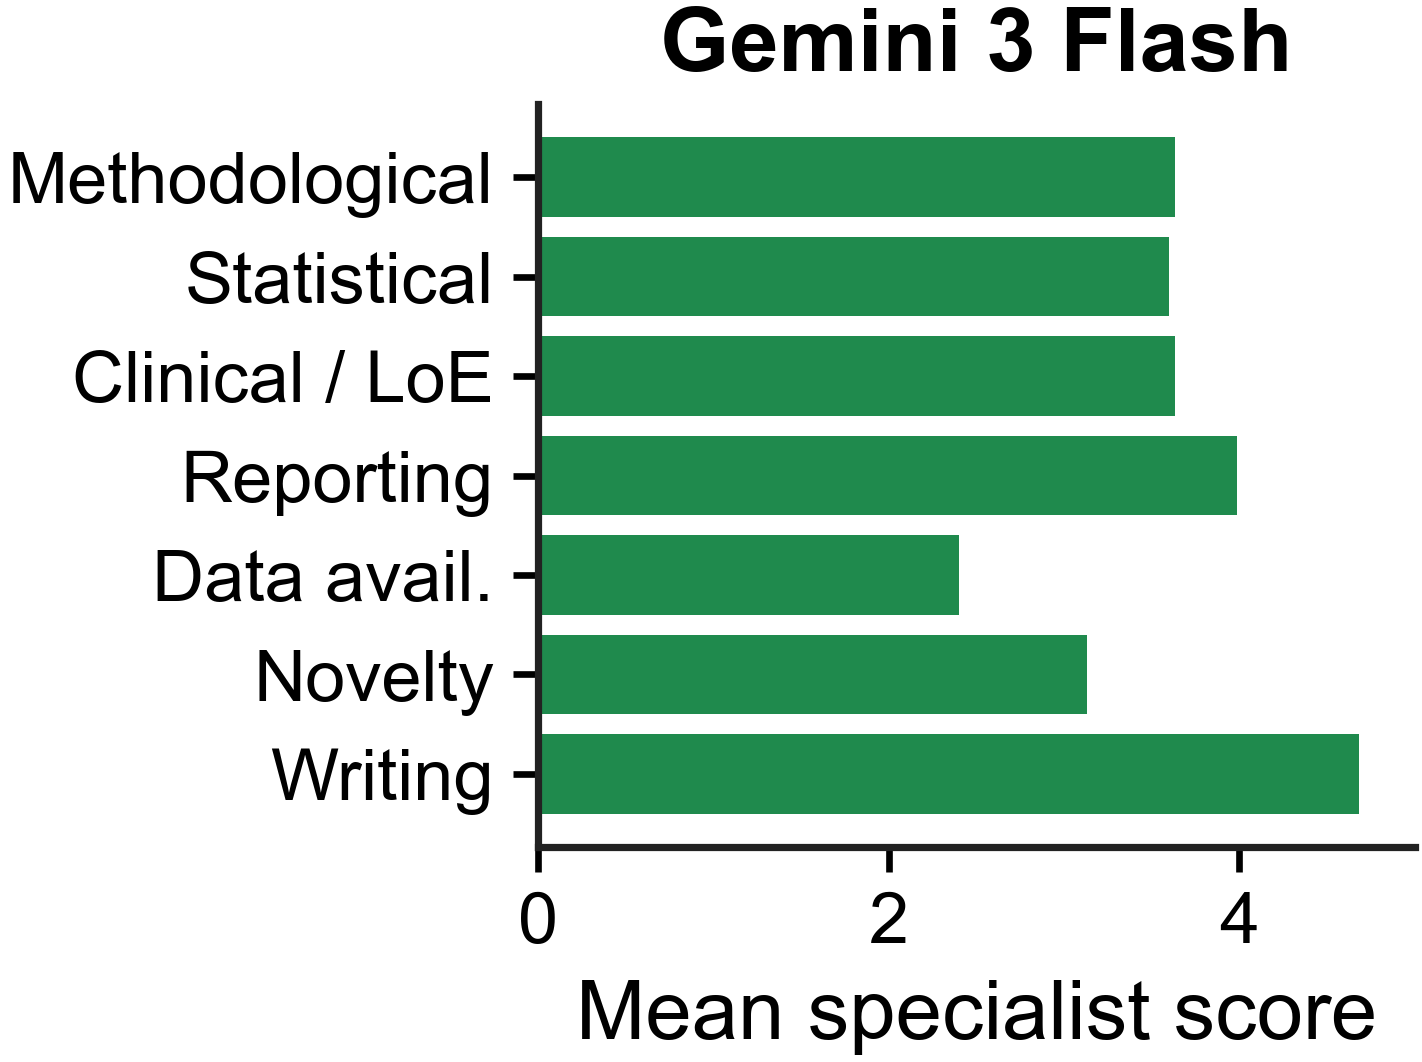 Gemini 3 Flash
Methodological
Statistical
Clinical / LoE
Reporting
Data avail.
Novelty
Writing
0 2 4
Mean specialist score